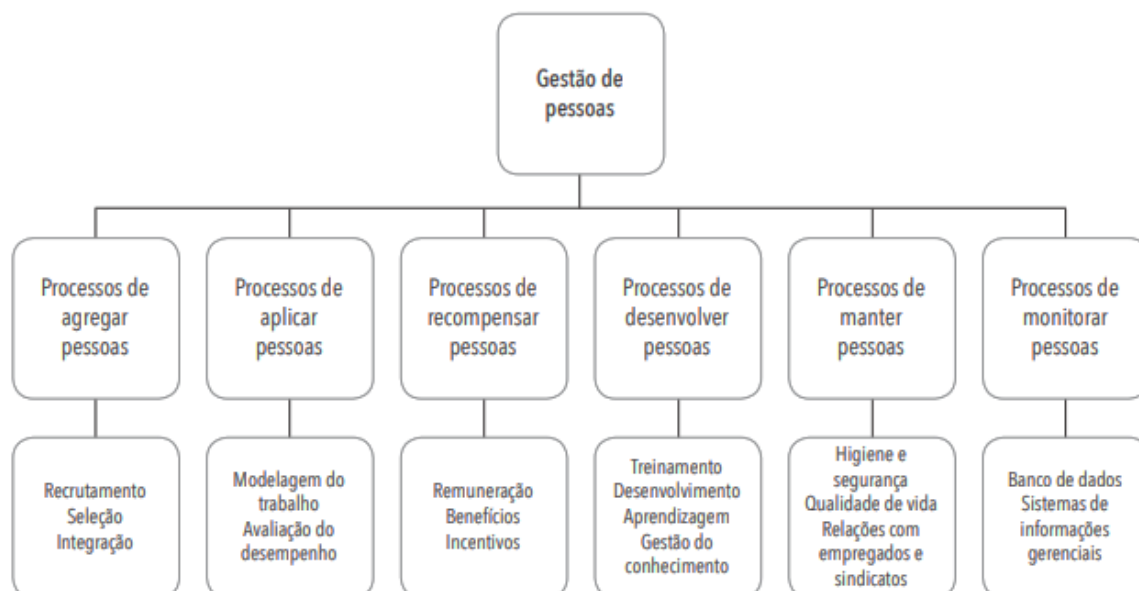 Gestão de
pessoas
Processos de
agregar
pessoas
Processos de
aplicar
pessoas
Processos de
recompensar
pessoas
Processos de
desenvolver
pessoas
Processos de
manter
pessoas
Processos de
monitorar
pessoas
Recrutamento
Seleção
Integração
Modelagem do
trabalho
Avaliação do
desempenho
Remuneração
Benefícios
Incentivos
Treinamento
Desenvolvimento
Aprendizagem
Gestão do
conhecimento
Higiene e
segurança
Qualidade de vida
Relações com
empregados e
sindicatos
Banco de dados
Sistemas de
informações
gerenciais